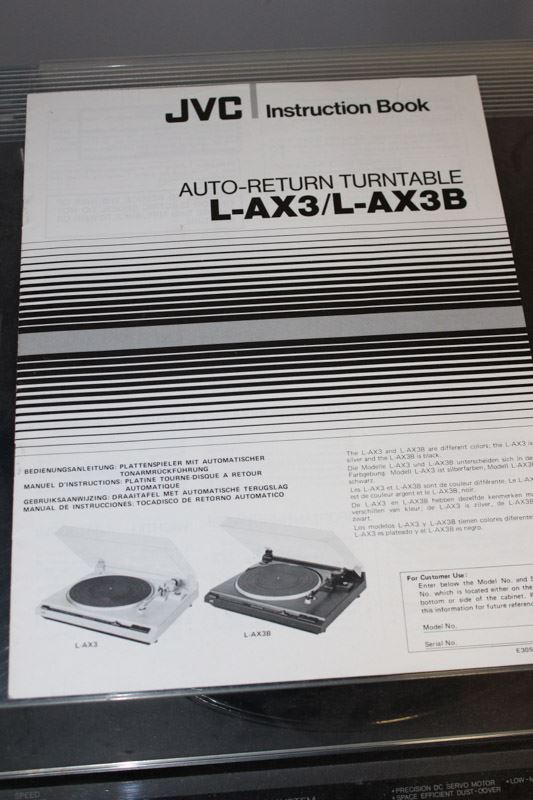 JVC Instruction Book
AUTO-RETURN TURNTABLE
L-AX3/L-AX3B
BEDIENUNGSANLEITUNG: PLATTENSPIELER MIT AUTOMATISCHER
TONARMRÜCKFÜHRUNG
MANUEL D'INSTRUCTIONS: PLATINE TOURNE-DISQUE A RETOUR
AUTOMATIQUE
GEBRUIKSAANWIJZING: DRAAITAFEL MET AUTOMATISCHE TERUGSLAG
MANUAL DE INSTRUCCIONES: TOCADISCO DE RETORNO AUTOMATICO
The L-AX3 and L-AX3B are different colors; the L-AX3 is
silver and the L-AX3B is black.
Die Modelle L-AX3 und L-AX3B unterscheiden sich in de
Farbgebung. Modell L-AX3 ist silberfarben, Modell L-AX3B
schwarz.
Les L-AX3 et L-AX3B sont de couleur différente. Le L-AX
est de couleur argent et le L-AX3B, noir.
De L-AX3 en L-AX3B hebben dezelfde kenmerken m
verschillen van kleur; de L-AX3 is zilver, de L-AX3B
zwart.
Los modelos L-AX3 y L-AX3B tienen colores diferente
L-AX3 es plateado y el L-AX3B es negro.
L-AX3
L-AX3B
For Customer Use:
Enter below the Model No. and S
No. which is located either on the
bottom or side of the cabinet. R
this information for future referenc
Model No.
Serial No.
E305
SPEED
SYSTEM
•PRECISION DC SERVO MOTOR
•SPACE EFFICIENT DUST-COVER